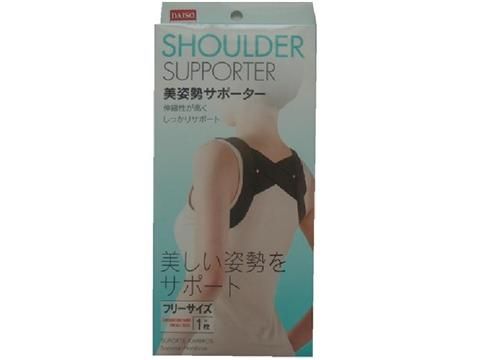 DAISO
SHOULDER
SUPPORTER
美姿勢サポーター
伸縮性が高く
しっかりサポート
美しい姿勢を
サポート
フリーサイズ
1枚